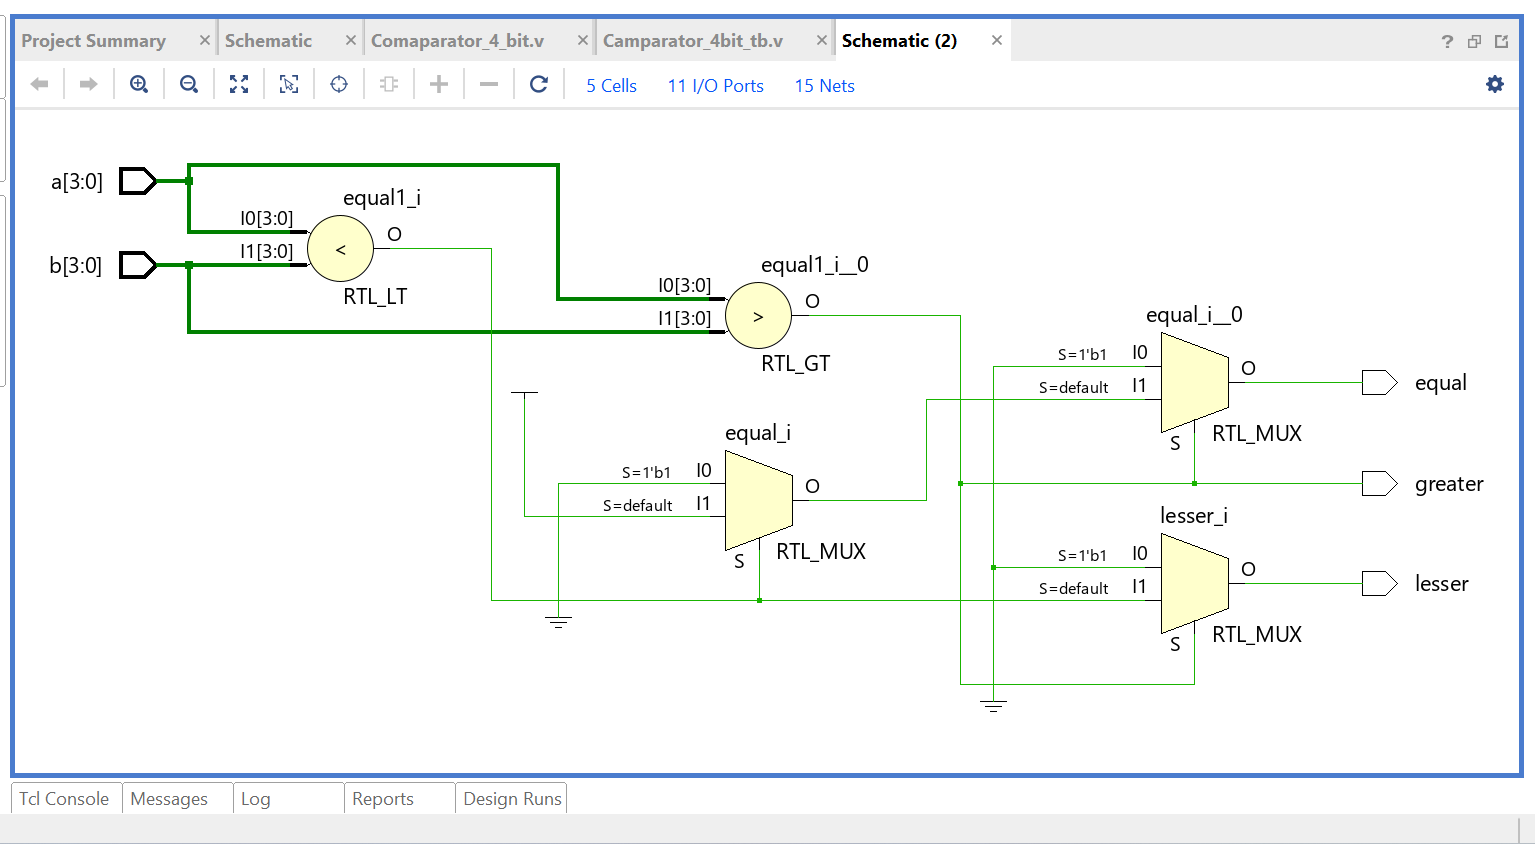 Project Summary × Schematic × Comaparator_4_bit.v × Camparator_4bit_tb.v × Schematic (2) × ?
5 Cells 11 I/O Ports 15 Nets
a[3:0]
b[3:0]
equal1_i
I0[3:0]
I1[3:0]
<
O
RTL_LT
equal1_i__0
I0[3:0]
I1[3:0]
>
O
RTL_GT
equal_i
S=1'b1 I0
S=default I1
O
S
RTL_MUX
equal_i__0
S=1'b1 I0
S=default I1
O
S
RTL_MUX
equal
greater
lesser_i
S=1'b1 I0
S=default I1
O
S
RTL_MUX
lesser
Tcl Console Messages Log Reports Design Runs